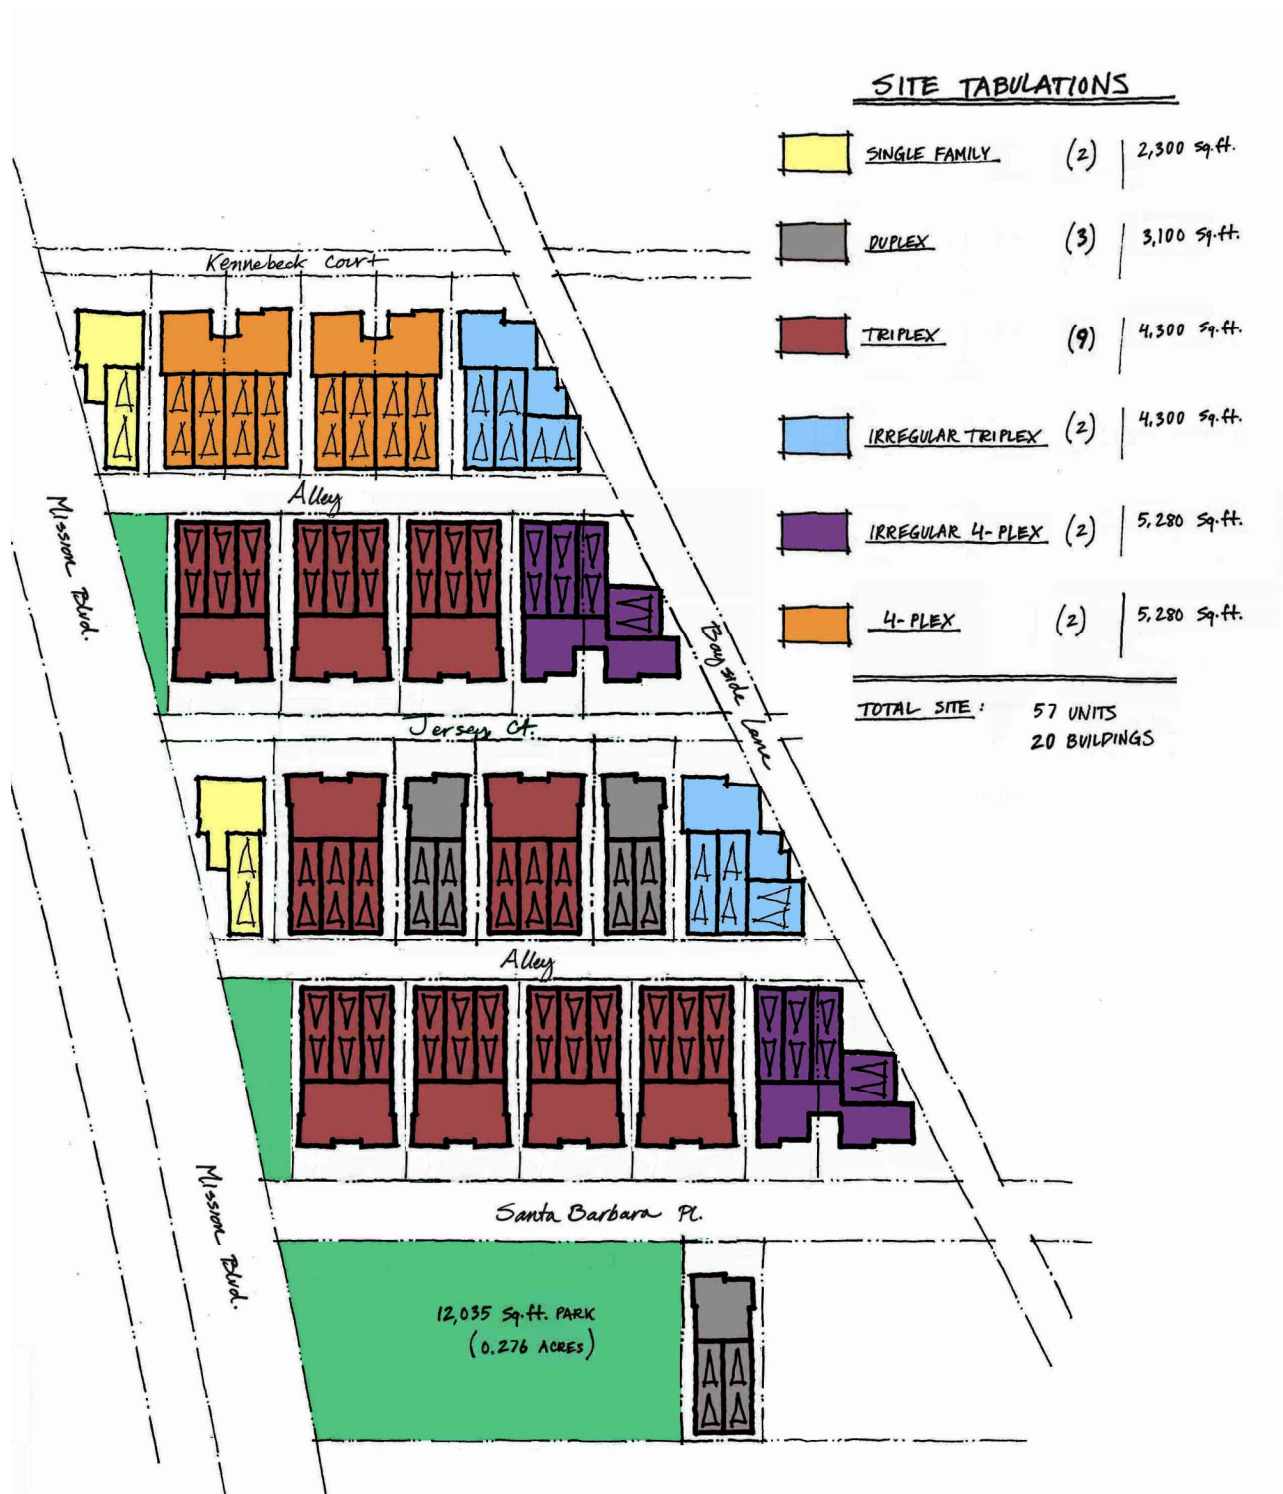 SITE TABULATIONS
SINGLE FAMILY (2) 2,300 Sq.ft.
DUPLEX (3) 3,100 Sq.ft.
TRIPLEX (9) 4,300 Sq.ft.
IRREGULAR TRIPLEX (2) 4,300 Sq.ft.
IRREGULAR 4-PLEX (2) 5,280 Sq.ft.
4-PLEX (2) 5,280 Sq.ft.
TOTAL SITE: 57 UNITS
20 BUILDINGS
Kennebeck Court
Alley
Mission Blvd.
Bayside Lane
Jersey Ct.
Alley
Mission Blvd.
Santa Barbara Pl.
12,035 Sq.ft. PARK
(0.276 ACRES)